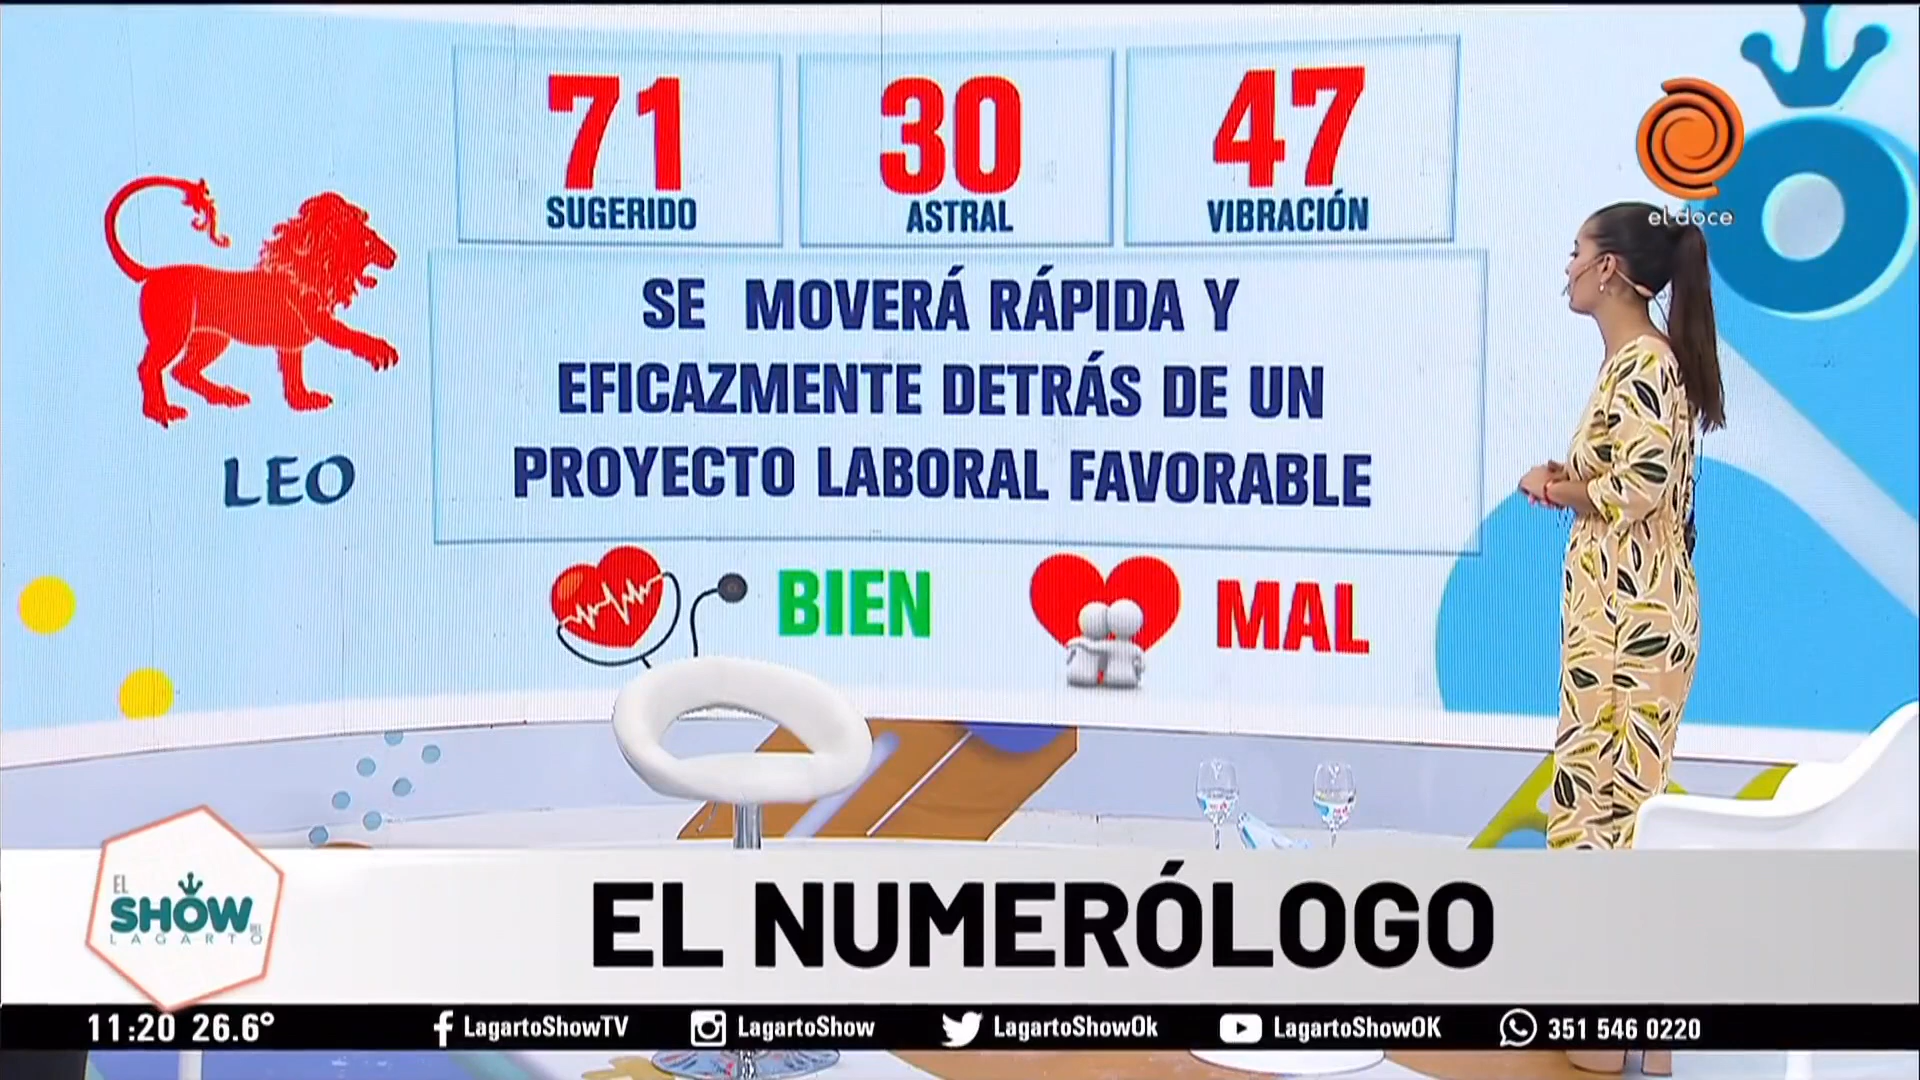 71
SUGERIDO
30
ASTRAL
47
VIBRACIÓN
el doce
LEO
SE MOVERÁ RÁPIDA Y
EFICAZMENTE DETRÁS DE UN
PROYECTO LABORAL FAVORABLE
BIEN
MAL
EL
SHOW
DEL
LAGARTO
EL NUMERÓLOGO
11:20 26.6°
LagartoShowTV
LagartoShow
LagartoShowOk
LagartoShowOK
351 546 0220